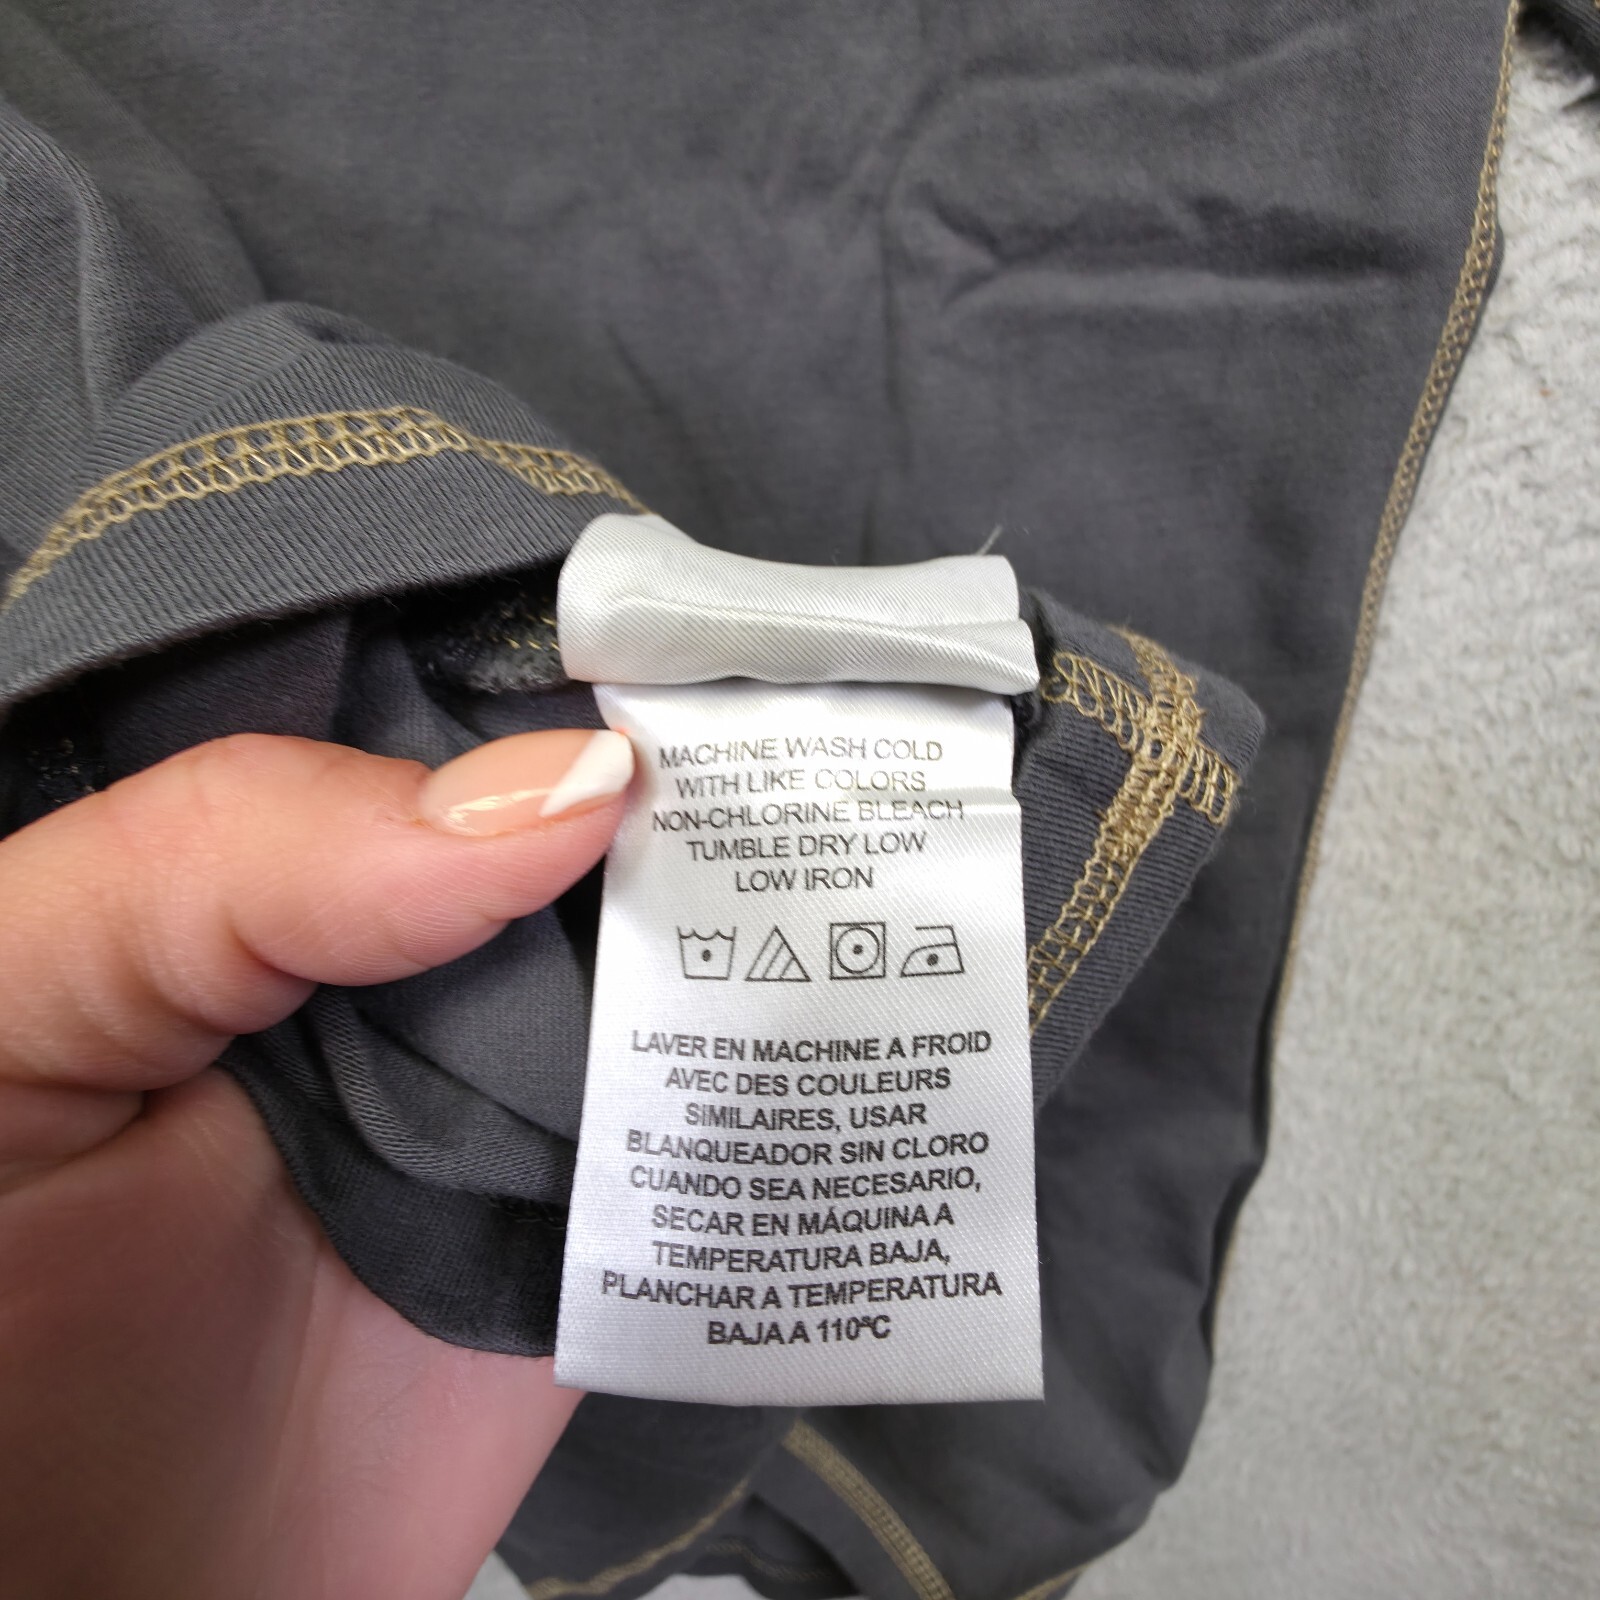 MACHINE WASH COLD
WITH LIKE COLORS
NON-CHLORINE BLEACH
TUMBLE DRY LOW
LOW IRON
LAVER EN MACHINE A FROID
AVEC DES COULEURS
SIMILAIRES, USAR
BLANQUEADOR SIN CLORO
CUANDO SEA NECESARIO,
SECAR EN MÁQUINA A
TEMPERATURA BAJA,
PLANCHAR A TEMPERATURA
BAJA A 110ºC